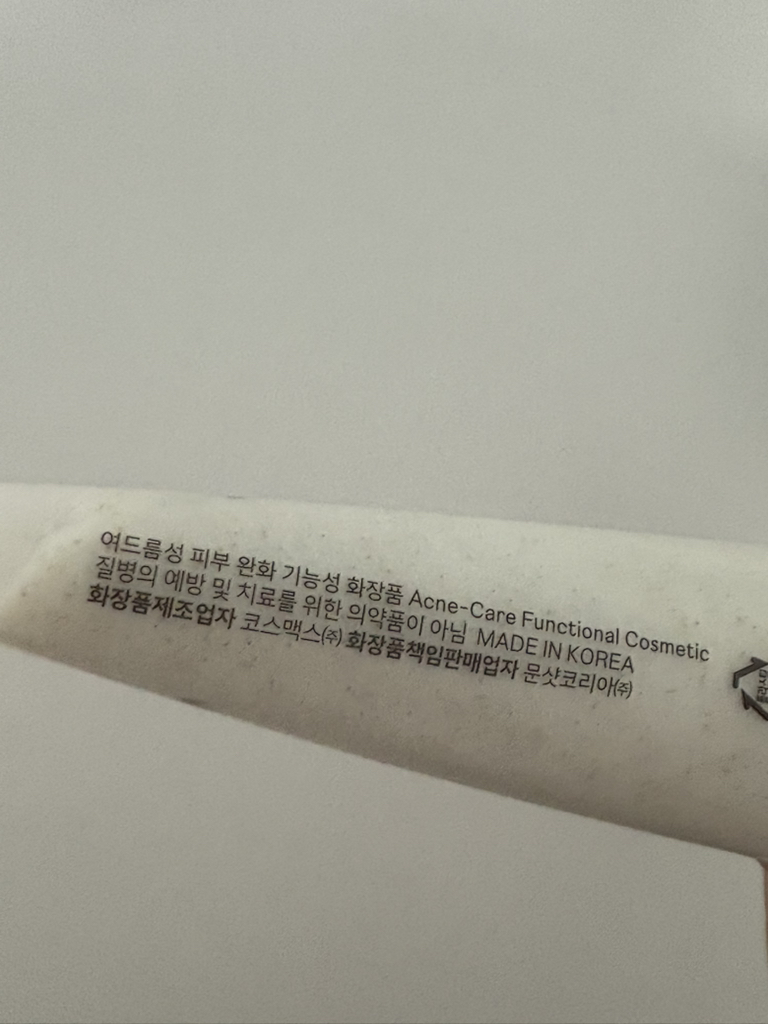 여드름성 피부 완화 기능성 화장품 Acne-Care Functional Cosmetic
질병의 예방 및 치료를 위한 의약품이 아님 MADE IN KOREA
화장품제조업자 코스맥스㈜ 화장품책임판매업자 문샷코리아㈜